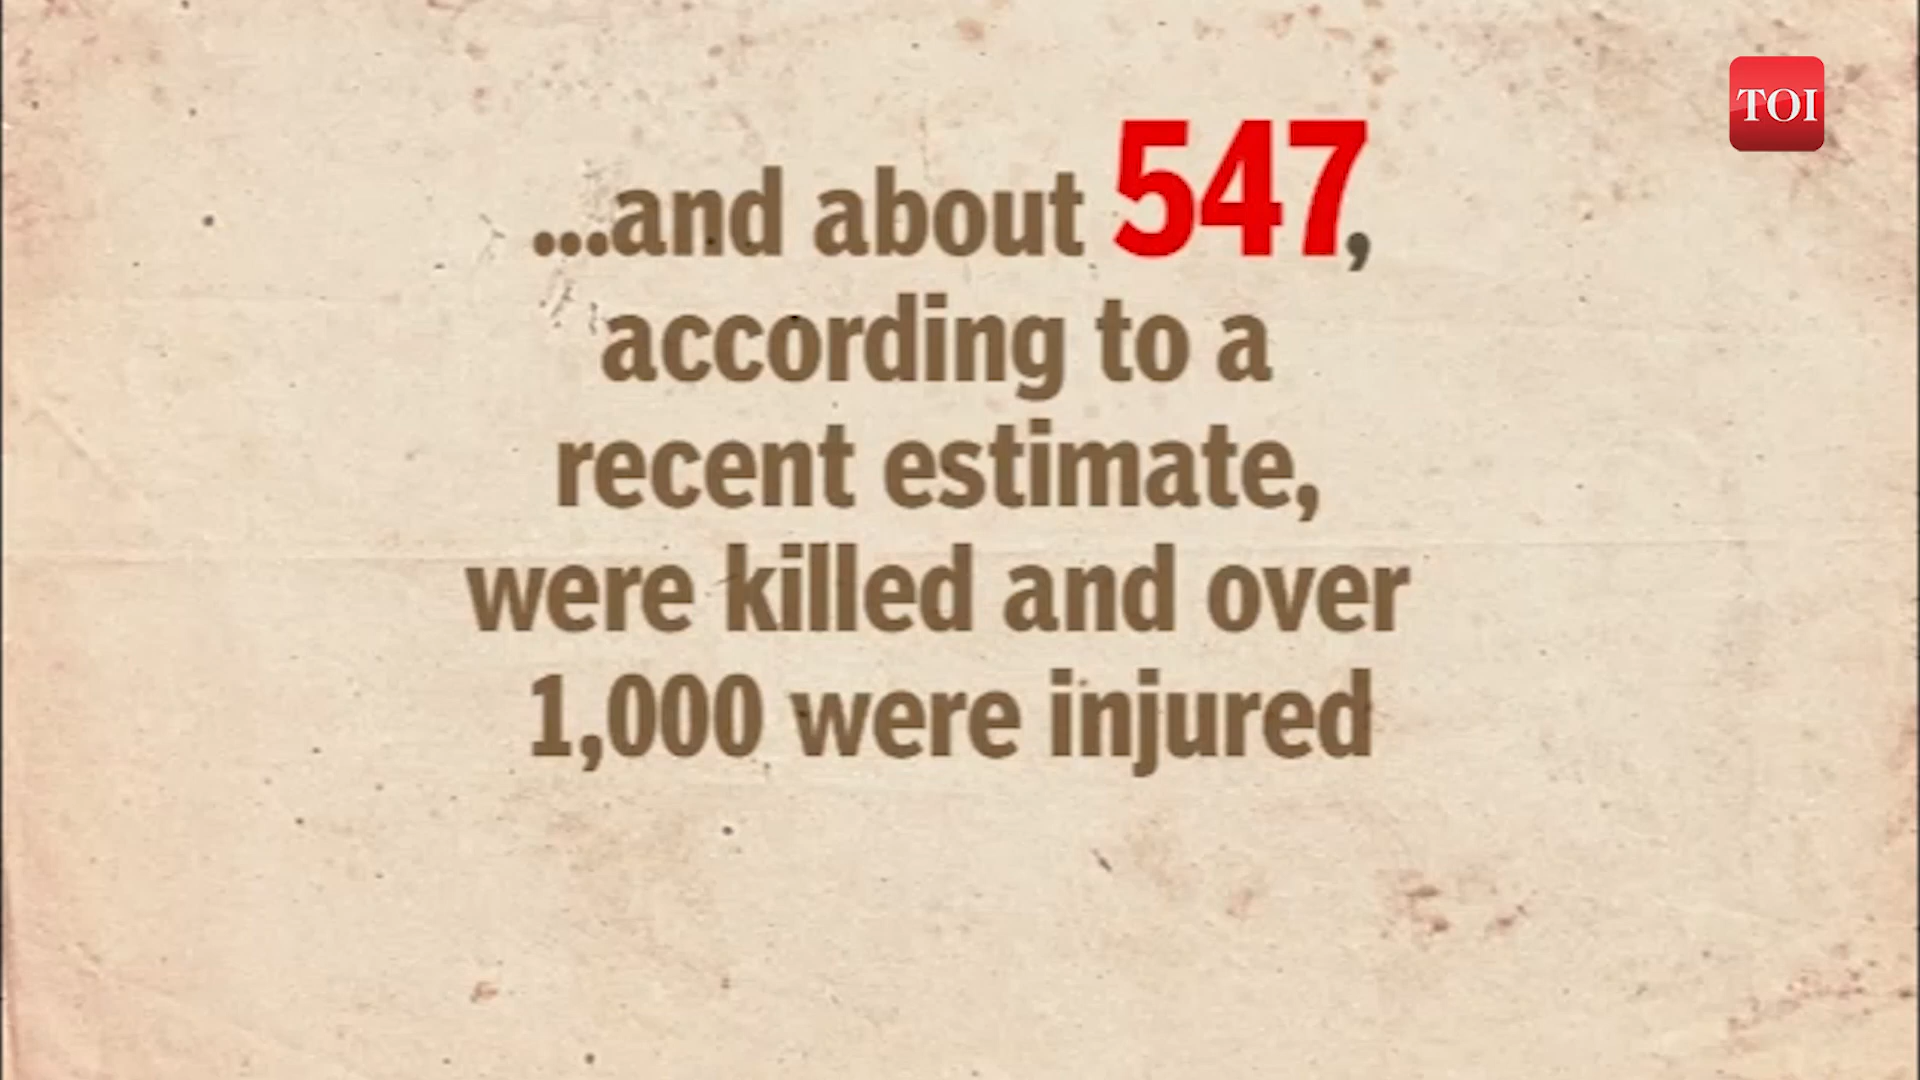 TOI
...and about 547,
according to a
recent estimate,
were killed and over
1,000 were injured